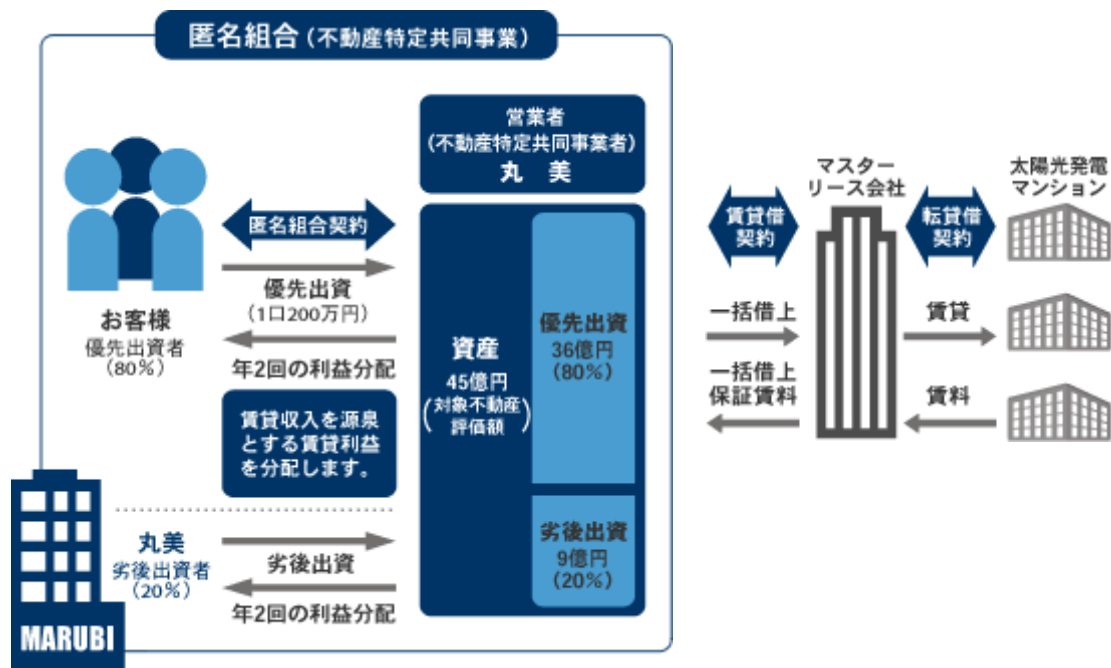 匿名組合（不動産特定共同事業）
営業者
（不動産特定共同事業者）
丸 美
匿名組合契約
優先出資
（1口200万円）
お客様
優先出資者
（80%）
年2回の利益分配
賃貸収入を源泉
とする賃貸利益
を分配します。
資産
45億円
（対象不動産
評価額）
優先出資
36億円
（80%）
劣後出資
9億円
（20%）
丸美
劣後出資者
（20%）
劣後出資
年2回の利益分配
MARUBI
賃貸借
契約
マスター
リース会社
転貸借
契約
太陽光発電
マンション
一括借上
賃貸
一括借上
保証賃料
賃料